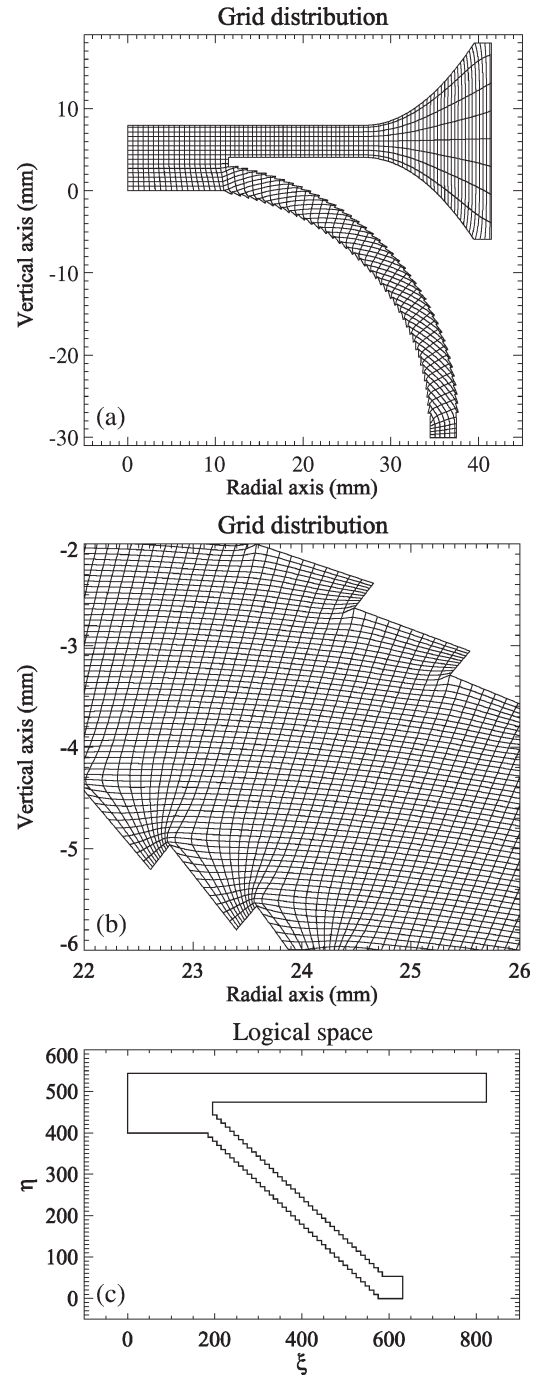 Grid distribution
10
0
-10
-20
-30
Vertical axis (mm)
(a)
0 10 20 30 40
Radial axis (mm)
Grid distribution
-2
-3
-4
-5
-6
Vertical axis (mm)
(b)
22 23 24 25 26
Radial axis (mm)
Logical space
600
500
400
300
200
100
0
η
(c)
0 200 400 600 800
ξ